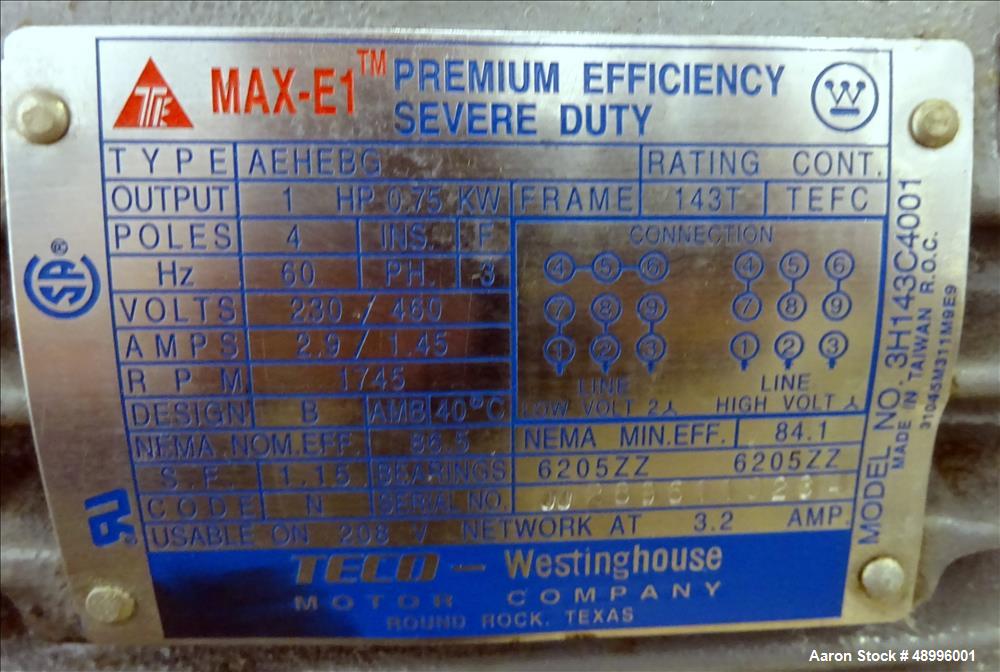 MAX-E1™ PREMIUM EFFICIENCY
SEVERE DUTY
TYPE AEHEBG RATING CONT.
OUTPUT 1 HP 0.75 KW FRAME 143T TEFC
POLES 4 INS. F CONNECTION
Hz 60 PH. 3 4 5 6 4 5 6
VOLTS 230 / 460 7 8 9 7 8 9
AMPS 2.9 / 1.45 1 2 3 1 2 3
RPM 1745 LINE LINE
DESIGN B AMB 40°C LOW VOLT 2⅄ HIGH VOLT ⅄
NEMA NOM.EFF. 86.5 NEMA MIN.EFF. 84.1
S.F. 1.15 BEARINGS 6205ZZ 6205ZZ
CODE N SERIAL NO.
USABLE ON 208 V NETWORK AT 3.2 AMP.
TECO - Westinghouse
MOTOR COMPANY
ROUND ROCK, TEXAS
MODEL NO. 3H143C4001
MADE IN TAIWAN R.O.C.
31045M311M9E9
SA®
Aaron Stock # 48996001